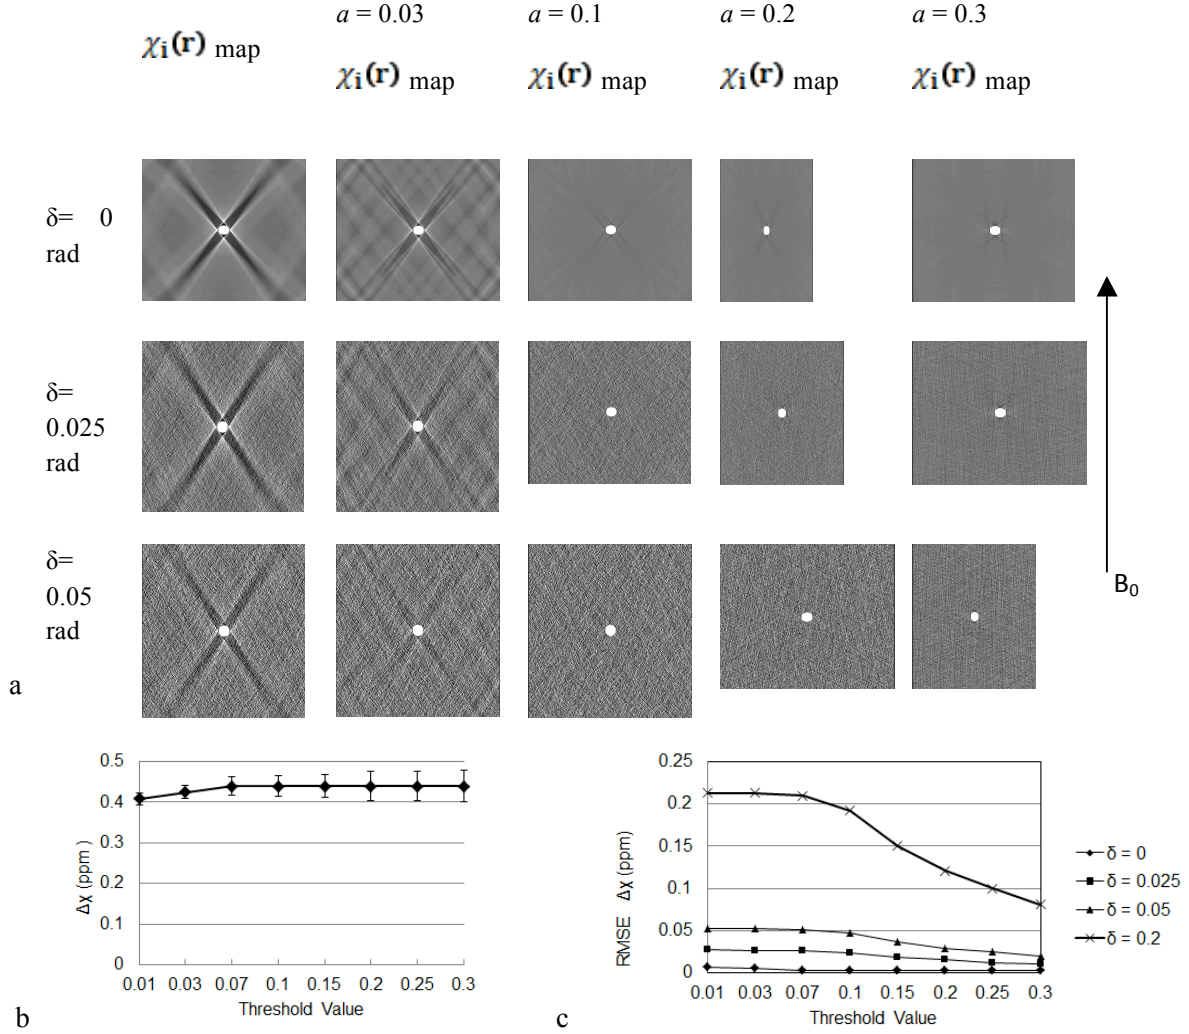 a = 0.03 a = 0.1 a = 0.2 a = 0.3
χi(r) map
χi(r) map χi(r) map χi(r) map χi(r) map
δ= 0
rad
δ=
0.025
rad
δ=
0.05
rad
B0
a
0.5
0.4
0.3
0.2
0.1
0
Δχ (ppm)
0.01 0.03 0.07 0.1 0.15 0.2 0.25 0.3
Threshold Value
b
0.25
0.2
0.15
0.1
0.05
0
RMSE Δχ (ppm)
0.01 0.03 0.07 0.1 0.15 0.2 0.25 0.3
Threshold Value
δ = 0
δ = 0.025
δ = 0.05
δ = 0.2
c